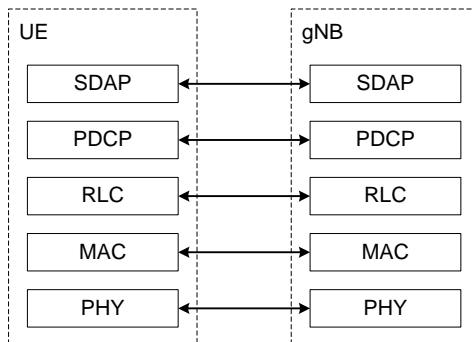 UE gNB
SDAP SDAP
PDCP PDCP
RLC RLC
MAC MAC
PHY PHY